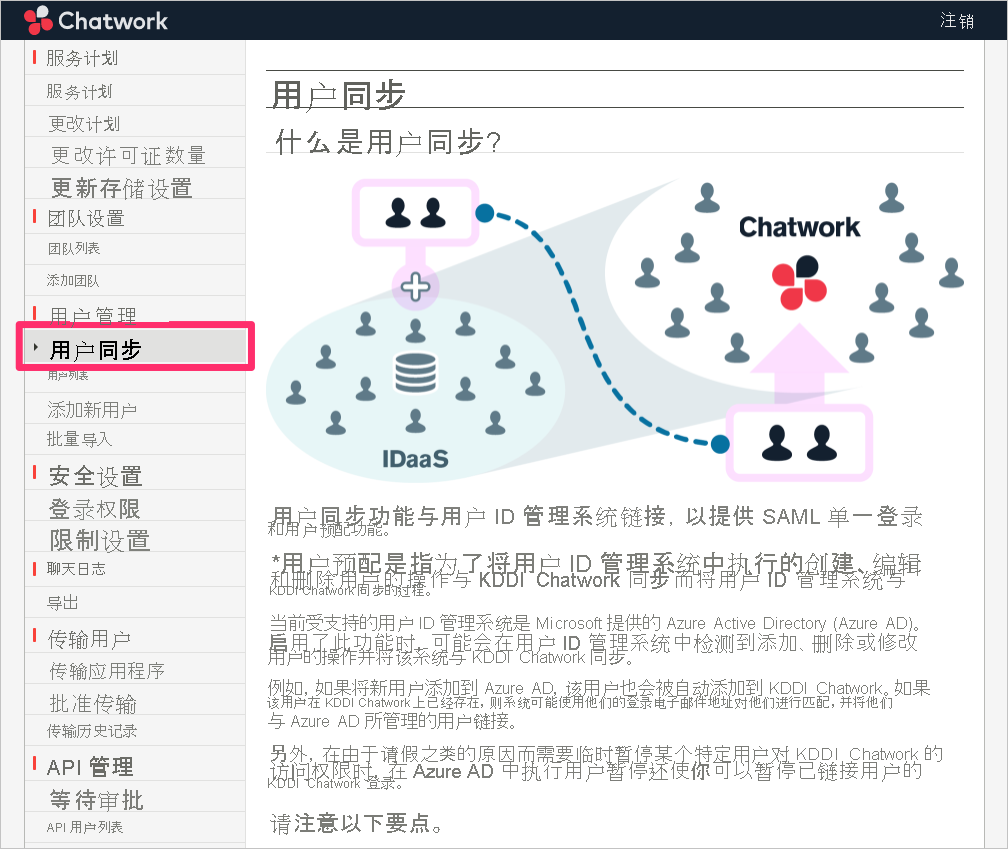 Chatwork
注销
服务计划
服务计划
更改计划
更改许可证数量
更新存储设置
团队设置
团队列表
添加团队
用户管理
用户同步
用户列表
添加新用户
批量导入
安全设置
登录权限
限制设置
聊天日志
导出
传输用户
传输应用程序
批准传输
传输历史记录
API 管理
等待审批
API 用户列表
用户同步
什么是用户同步?
Chatwork
IDaaS
用户同步功能与用户 ID 管理系统链接, 以提供 SAML 单一登录
和用户预配功能。
*用户预配是指为了将用户 ID 管理系统中执行的创建、编辑
和删除用户的操作与 KDDI Chatwork 同步而将用户 ID 管理系统与
KDDI Chatwork 同步的过程。
当前受支持的用户 ID 管理系统是 Microsoft 提供的 Azure Active Directory (Azure AD)。
启用了此功能时, 可能会在用户 ID 管理系统中检测到添加、删除或修改
用户的操作并将该系统与 KDDI Chatwork 同步。
例如, 如果将新用户添加到 Azure AD, 该用户也会被自动添加到 KDDI Chatwork。如果
该用户在 KDDI Chatwork 上已经存在, 则系统可能使用他们的登录电子邮件地址对他们进行匹配, 并将他们
与 Azure AD 所管理的用户链接。
另外, 在由于请假之类的原因而需要临时暂停某个特定用户对 KDDI Chatwork 的
访问权限时, 在 Azure AD 中执行用户暂停还使你可以暂停已链接用户的
KDDI Chatwork 登录。
请注意以下要点。